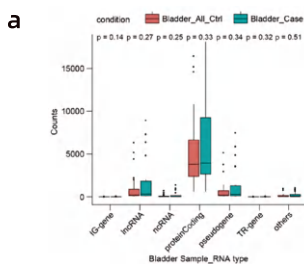 a
condition Bladder_All_Ctrl Bladder_Case
p = 0.14 p = 0.27 p = 0.25 p = 0.33 p = 0.34 p = 0.32 p = 0.51
15000
10000
5000
0
Counts
IG-gene lncRNA ncRNA proteinCoding pseudogene TR-gene others
Bladder Sample_RNA type